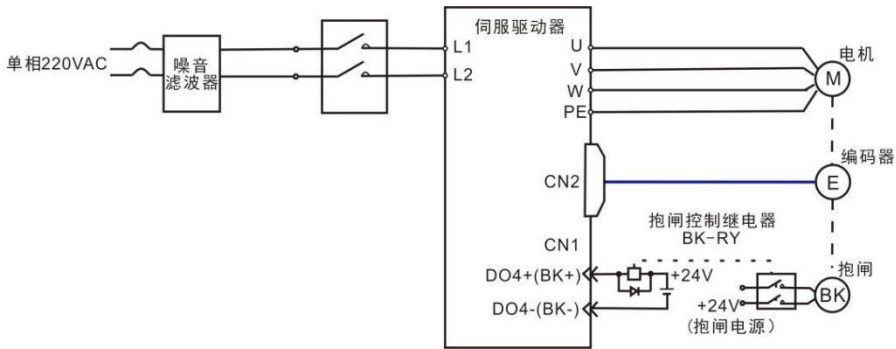 伺服驱动器
单相220VAC
噪音
滤波器
L1
L2
U
V
W
PE
电机
M
CN2
编码器
E
CN1
抱闸控制继电器
BK-RY
DO4+(BK+)
+24V
抱闸
BK
DO4-(BK-)
+24V
(抱闸电源)